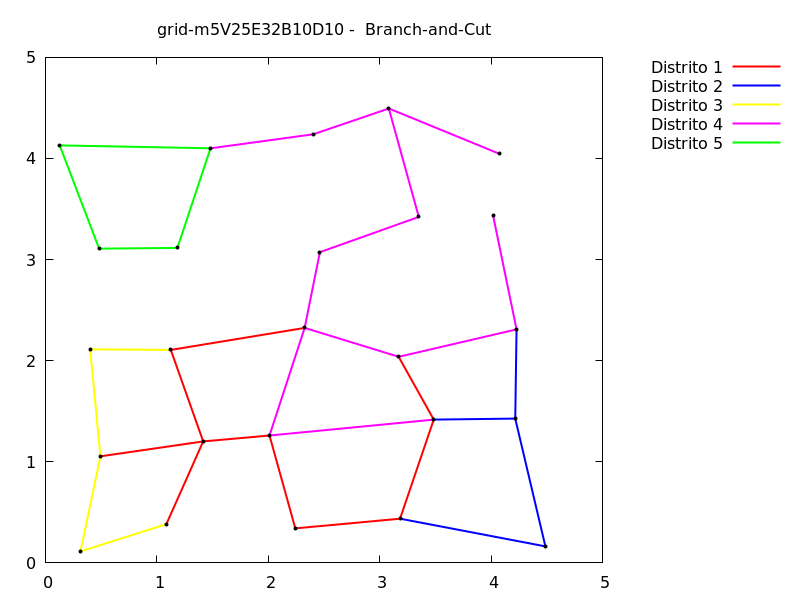 grid-m5V25E32B10D10 -  Branch-and-Cut
Distrito 1
Distrito 2
Distrito 3
Distrito 4
Distrito 5
5
4
3
2
1
0
0 1 2 3 4 5